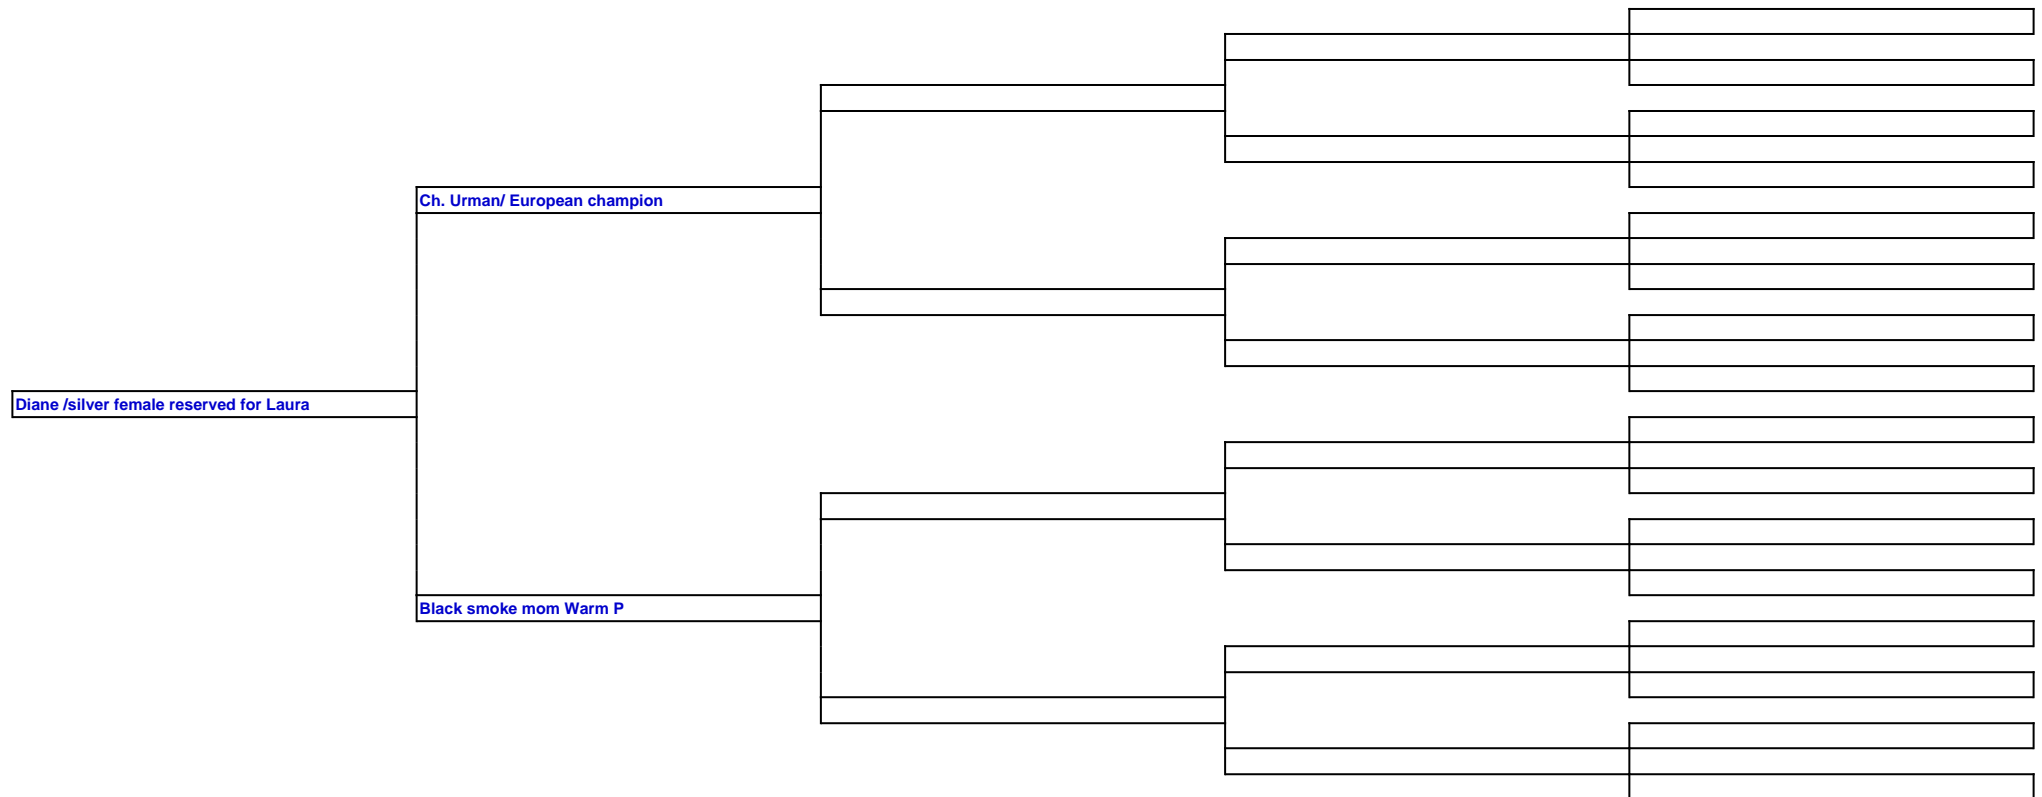 Ch. Urman/ European champion
Diane /silver female reserved for Laura
Black smoke mom Warm P